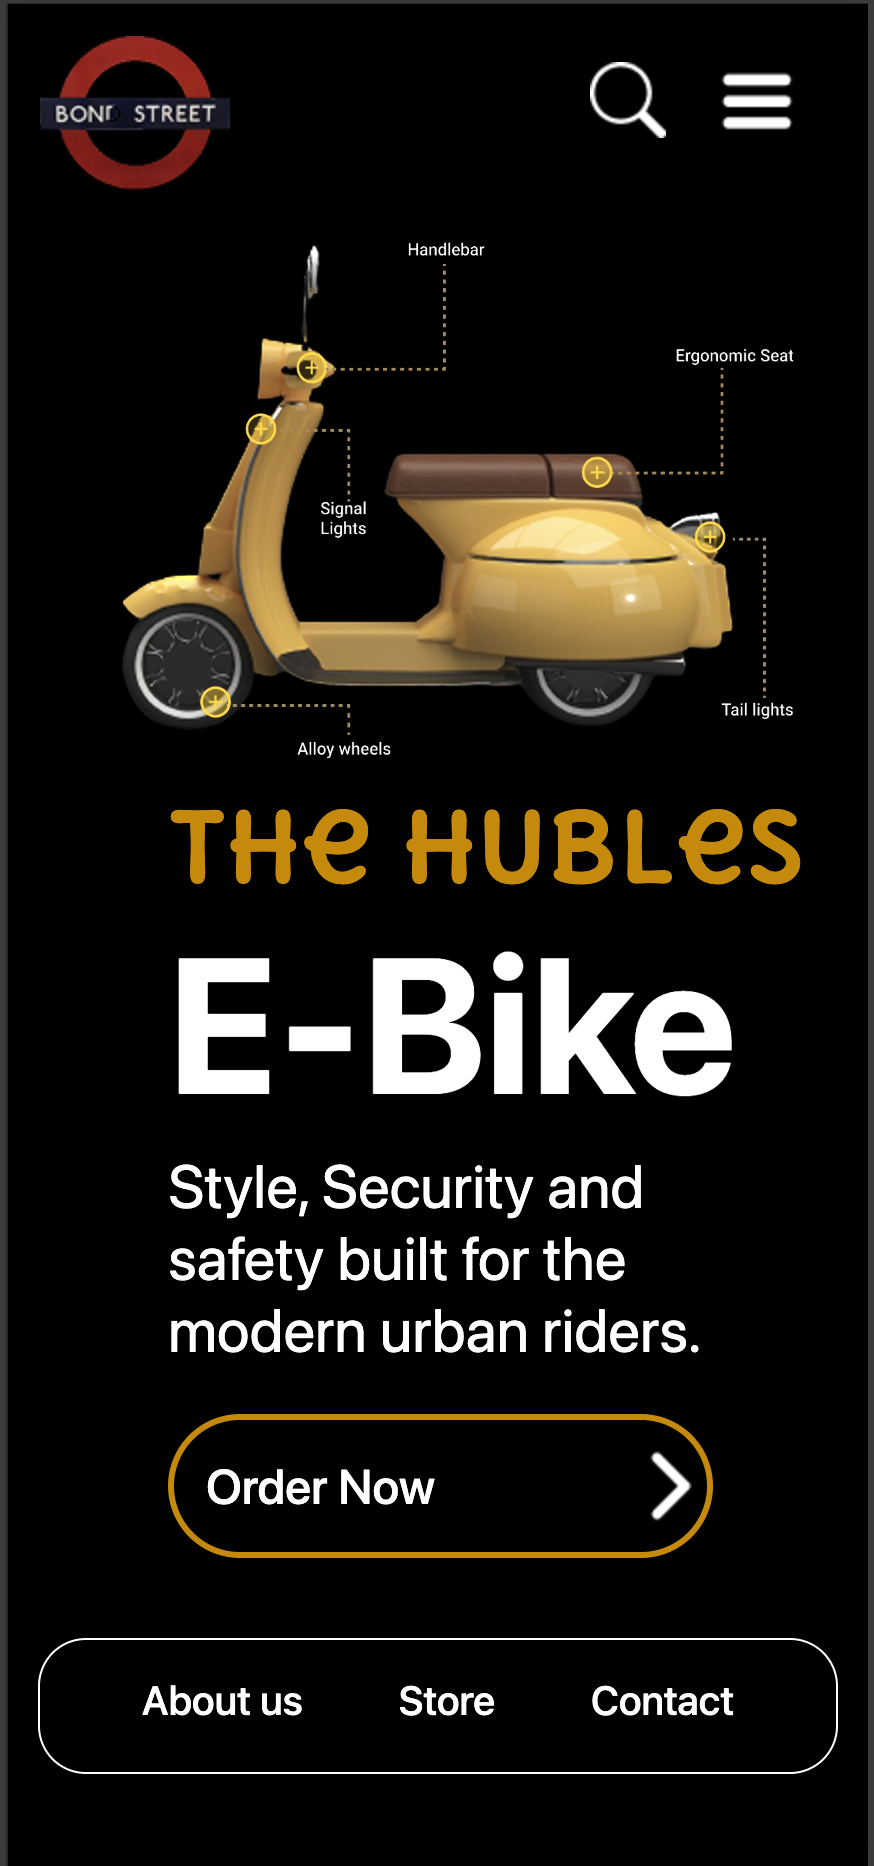 BOND STREET
Handlebar
Ergonomic Seat
Signal
Lights
Tail lights
Alloy wheels
THe HUBLeS
E-Bike
Style, Security and
safety built for the
modern urban riders.
Order Now
About us Store Contact